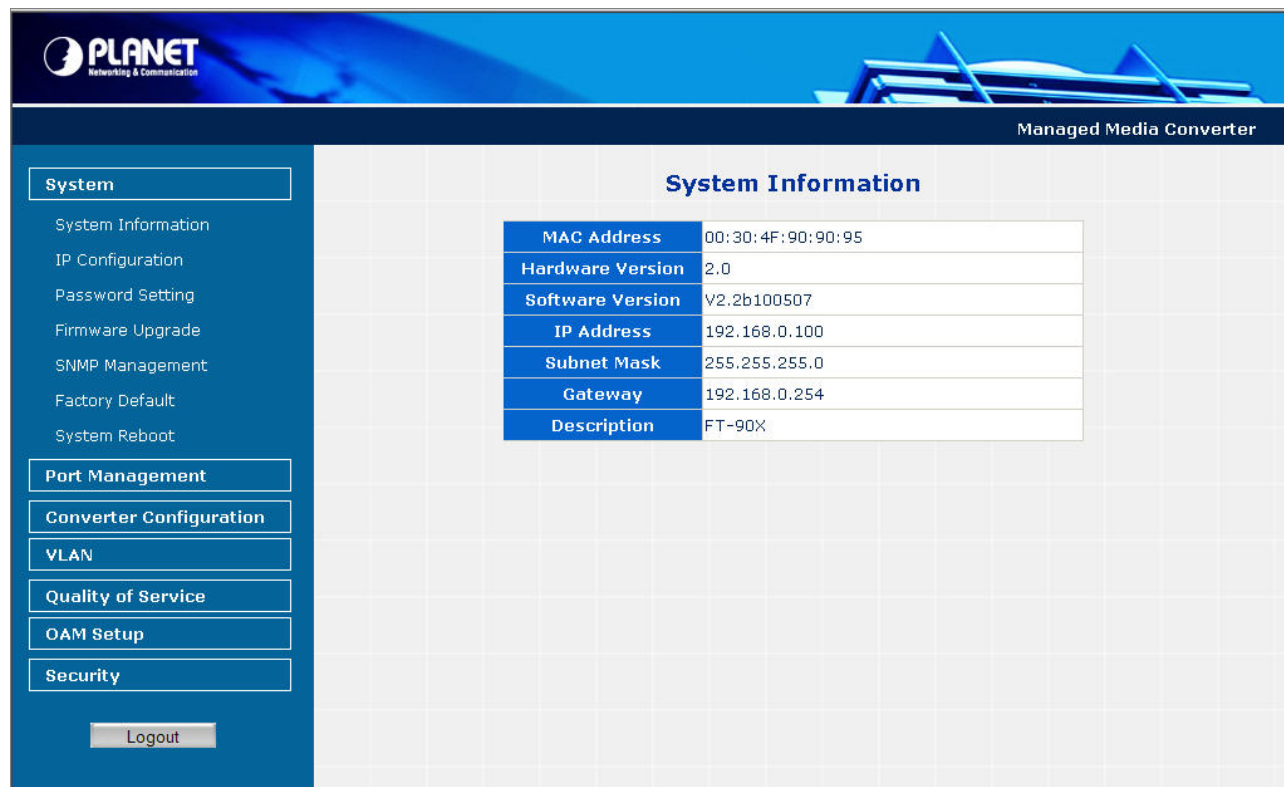 PLANET
Networking & Communication
Managed Media Converter
System
System Information
IP Configuration
Password Setting
Firmware Upgrade
SNMP Management
Factory Default
System Reboot
Port Management
Converter Configuration
VLAN
Quality of Service
OAM Setup
Security
Logout
System Information
MAC Address 00:30:4F:90:90:95
Hardware Version 2.0
Software Version V2.2b100507
IP Address 192.168.0.100
Subnet Mask 255.255.255.0
Gateway 192.168.0.254
Description FT-90X